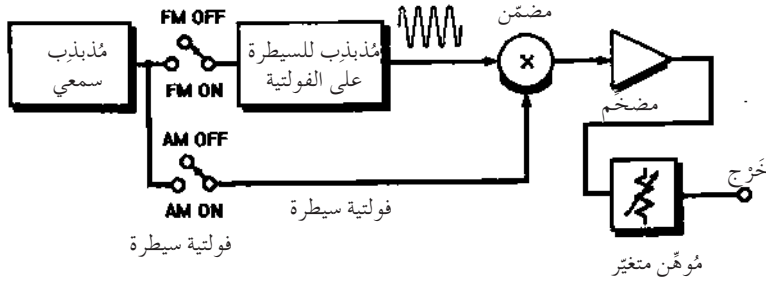 مُذبذِب
سمعي
FM OFF
FM ON
مُذبذِب للسيطرة
على الفولتية
مضمّن
×
مضخّم
AM OFF
AM ON
فولتية سيطرة
فولتية سيطرة
خَرْج
مُوهِّن متغيّر